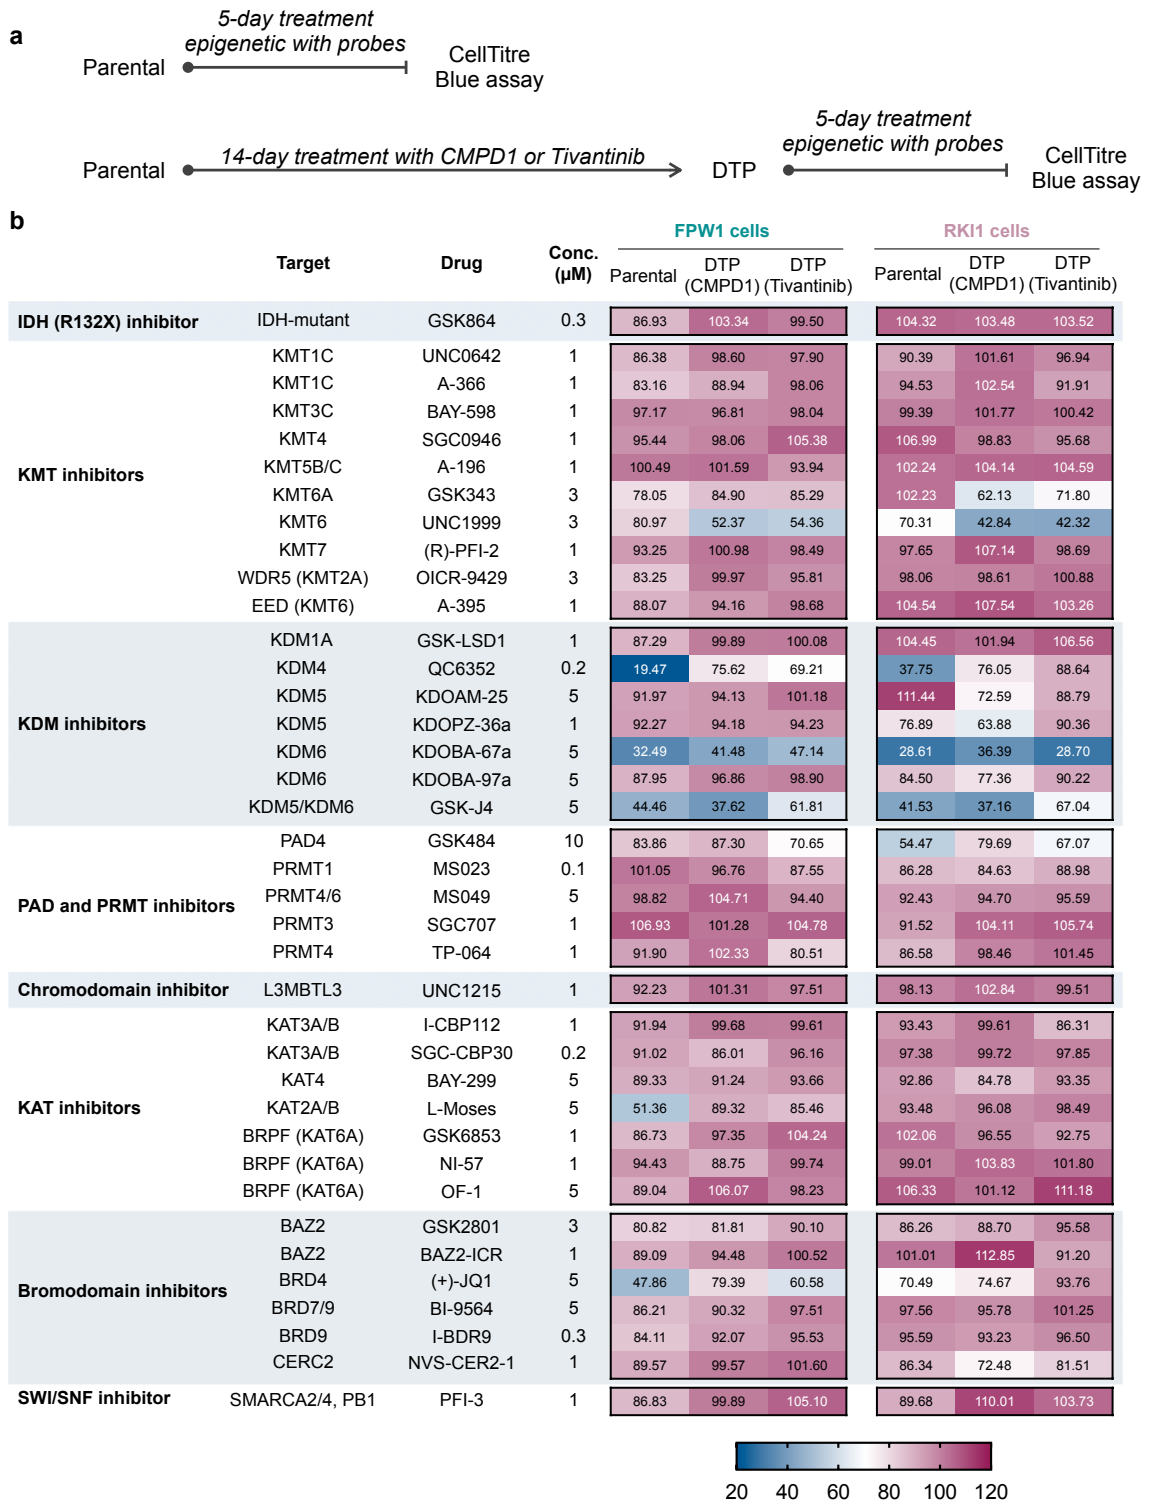 a
5-day treatment
epigenetic with probes
Parental
CellTitre
Blue assay
5-day treatment
epigenetic with probes
Parental
14-day treatment with CMPD1 or Tivantinib
DTP
CellTitre
Blue assay
b
FPW1 cells RKI1 cells
Target Drug Conc. (µM) Parental DTP (CMPD1) DTP (Tivantinib) Parental DTP (CMPD1) DTP (Tivantinib)
IDH (R132X) inhibitor IDH-mutant GSK864 0.3 86.93 103.34 99.50 104.32 103.48 103.52
KMT1C UNC0642 1 86.38 98.60 97.90 90.39 101.61 96.94
KMT1C A-366 1 83.16 88.94 98.06 94.53 102.54 91.91
KMT3C BAY-598 1 97.17 96.81 98.04 99.39 101.77 100.42
KMT4 SGC0946 1 95.44 98.06 105.38 106.99 98.83 95.68
KMT inhibitors KMT5B/C A-196 1 100.49 101.59 93.94 102.24 104.14 104.59
KMT6A GSK343 3 78.05 84.90 85.29 102.23 62.13 71.80
KMT6 UNC1999 3 80.97 52.37 54.36 70.31 42.84 42.32
KMT7 (R)-PFI-2 1 93.25 100.98 98.49 97.65 107.14 98.69
WDR5 (KMT2A) OICR-9429 3 83.25 99.97 95.81 98.06 98.61 100.88
EED (KMT6) A-395 1 88.07 94.16 98.68 104.54 107.54 103.26
KDM1A GSK-LSD1 1 87.29 99.89 100.08 104.45 101.94 106.56
KDM4 QC6352 0.2 19.47 75.62 69.21 37.75 76.05 88.64
KDM5 KDOAM-25 5 91.97 94.13 101.18 111.44 72.59 88.79
KDM inhibitors KDM5 KDOPZ-36a 1 92.27 94.18 94.23 76.89 63.88 90.36
KDM6 KDOBA-67a 5 32.49 41.48 47.14 28.61 36.39 28.70
KDM6 KDOBA-97a 5 87.95 96.86 98.90 84.50 77.36 90.22
KDM5/KDM6 GSK-J4 5 44.46 37.62 61.81 41.53 37.16 67.04
PAD4 GSK484 10 83.86 87.30 70.65 54.47 79.69 67.07
PRMT1 MS023 0.1 101.05 96.76 87.55 86.28 84.63 88.98
PAD and PRMT inhibitors PRMT4/6 MS049 5 98.82 104.71 94.40 92.43 94.70 95.59
PRMT3 SGC707 1 106.93 101.28 104.78 91.52 104.11 105.74
PRMT4 TP-064 1 91.90 102.33 80.51 86.58 98.46 101.45
Chromodomain inhibitor L3MBTL3 UNC1215 1 92.23 101.31 97.51 98.13 102.84 99.51
KAT3A/B I-CBP112 1 91.94 99.68 99.61 93.43 99.61 86.31
KAT3A/B SGC-CBP30 0.2 91.02 86.01 96.16 97.38 99.72 97.85
KAT4 BAY-299 5 89.33 91.24 93.66 92.86 84.78 93.35
KAT inhibitors KAT2A/B L-Moses 5 51.36 89.32 85.46 93.48 96.08 98.49
BRPF (KAT6A) GSK6853 1 86.73 97.35 104.24 102.06 96.55 92.75
BRPF (KAT6A) NI-57 1 94.43 88.75 99.74 99.01 103.83 101.80
BRPF (KAT6A) OF-1 5 89.04 106.07 98.23 106.33 101.12 111.18
BAZ2 GSK2801 3 80.82 81.81 90.10 86.26 88.70 95.58
BAZ2 BAZ2-ICR 1 89.09 94.48 100.52 101.01 112.85 91.20
Bromodomain inhibitors BRD4 (+)-JQ1 5 47.86 79.39 60.58 70.49 74.67 93.76
BRD7/9 BI-9564 5 86.21 90.32 97.51 97.56 95.78 101.25
BRD9 I-BDR9 0.3 84.11 92.07 95.53 95.59 93.23 96.50
CERC2 NVS-CER2-1 1 89.57 99.57 101.60 86.34 72.48 81.51
SWI/SNF inhibitor SMARCA2/4, PB1 PFI-3 1 86.83 99.89 105.10 89.68 110.01 103.73
20 40 60 80 100 120